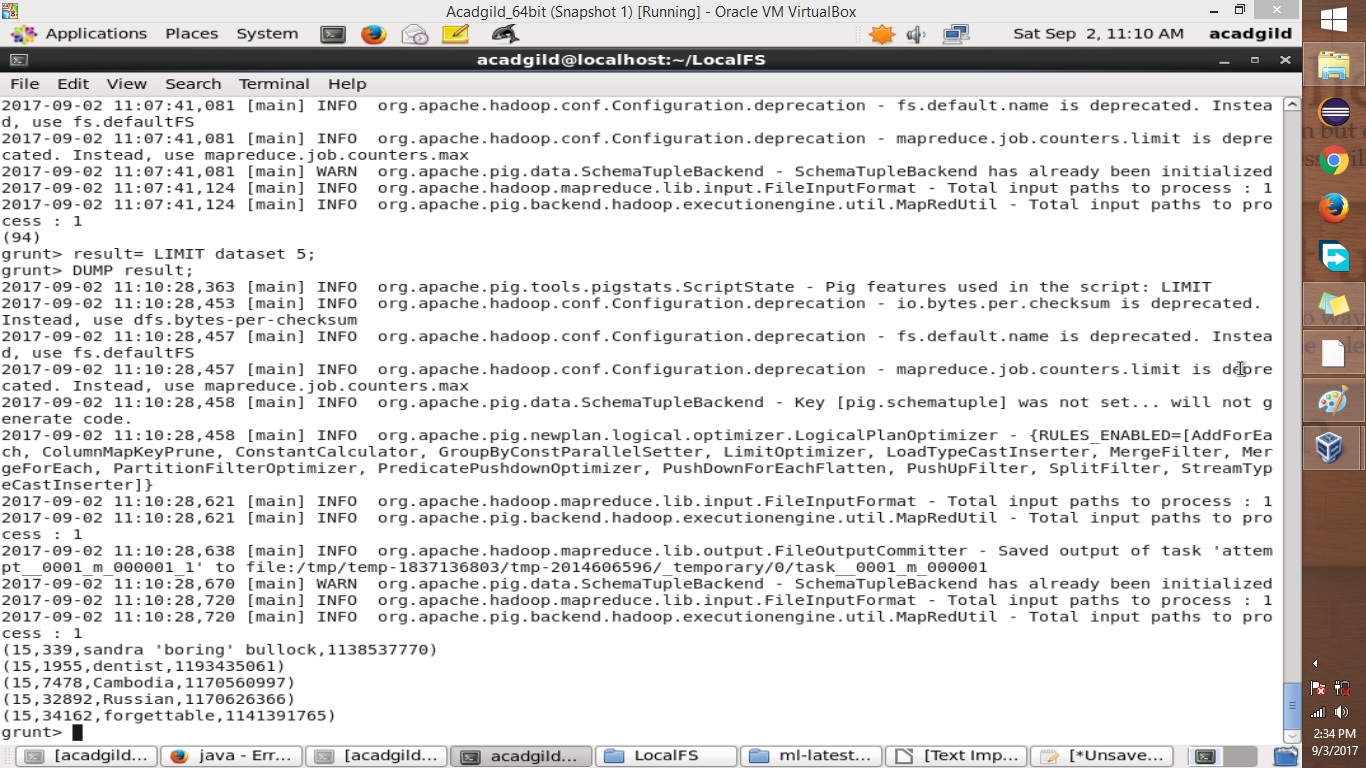 Acadgild_64bit (Snapshot 1) [Running] - Oracle VM VirtualBox
Applications Places System Sat Sep 2, 11:10 AM acadgild
acadgild@localhost:~/LocalFS
File Edit View Search Terminal Help
2017-09-02 11:07:41,081 [main] INFO  org.apache.hadoop.conf.Configuration.deprecation - fs.default.name is deprecated. Instea
d, use fs.defaultFS
2017-09-02 11:07:41,081 [main] INFO  org.apache.hadoop.conf.Configuration.deprecation - mapreduce.job.counters.limit is depre
cated. Instead, use mapreduce.job.counters.max
2017-09-02 11:07:41,081 [main] WARN  org.apache.pig.data.SchemaTupleBackend - SchemaTupleBackend has already been initialized
2017-09-02 11:07:41,124 [main] INFO  org.apache.hadoop.mapreduce.lib.input.FileInputFormat - Total input paths to process : 1
2017-09-02 11:07:41,124 [main] INFO  org.apache.pig.backend.hadoop.executionengine.util.MapRedUtil - Total input paths to pro
cess : 1
(94)
grunt> result= LIMIT dataset 5;
grunt> DUMP result;
2017-09-02 11:10:28,363 [main] INFO  org.apache.pig.tools.pigstats.ScriptState - Pig features used in the script: LIMIT
2017-09-02 11:10:28,453 [main] INFO  org.apache.hadoop.conf.Configuration.deprecation - io.bytes.per.checksum is deprecated.
Instead, use dfs.bytes-per-checksum
2017-09-02 11:10:28,457 [main] INFO  org.apache.hadoop.conf.Configuration.deprecation - fs.default.name is deprecated. Instea
d, use fs.defaultFS
2017-09-02 11:10:28,457 [main] INFO  org.apache.hadoop.conf.Configuration.deprecation - mapreduce.job.counters.limit is depre
cated. Instead, use mapreduce.job.counters.max
2017-09-02 11:10:28,458 [main] INFO  org.apache.pig.data.SchemaTupleBackend - Key [pig.schematuple] was not set... will not g
enerate code.
2017-09-02 11:10:28,458 [main] INFO  org.apache.pig.newplan.logical.optimizer.LogicalPlanOptimizer - {RULES_ENABLED=[AddForEa
ch, ColumnMapKeyPrune, ConstantCalculator, GroupByConstParallelSetter, LimitOptimizer, LoadTypeCastInserter, MergeFilter, Mer
geForEach, PartitionFilterOptimizer, PredicatePushdownOptimizer, PushDownForEachFlatten, PushUpFilter, SplitFilter, StreamTyp
eCastInserter]}
2017-09-02 11:10:28,621 [main] INFO  org.apache.hadoop.mapreduce.lib.input.FileInputFormat - Total input paths to process : 1
2017-09-02 11:10:28,621 [main] INFO  org.apache.pig.backend.hadoop.executionengine.util.MapRedUtil - Total input paths to pro
cess : 1
2017-09-02 11:10:28,638 [main] INFO  org.apache.hadoop.mapreduce.lib.output.FileOutputCommitter - Saved output of task 'attem
pt__0001_m_000001_1' to file:/tmp/temp-1837136803/tmp-2014606596/_temporary/0/task__0001_m_000001
2017-09-02 11:10:28,670 [main] WARN  org.apache.pig.data.SchemaTupleBackend - SchemaTupleBackend has already been initialized
2017-09-02 11:10:28,720 [main] INFO  org.apache.hadoop.mapreduce.lib.input.FileInputFormat - Total input paths to process : 1
2017-09-02 11:10:28,720 [main] INFO  org.apache.pig.backend.hadoop.executionengine.util.MapRedUtil - Total input paths to pro
cess : 1
(15,339,sandra 'boring' bullock,1138537770)
(15,1955,dentist,1193435061)
(15,7478,Cambodia,1170560997)
(15,32892,Russian,1170626366)
(15,34162,forgettable,1141391765)
grunt>
[acadgild... java - Err... [acadgild... acadgild... LocalFS ml-latest... [Text Imp... [*Unsave...
2:34 PM
9/3/2017